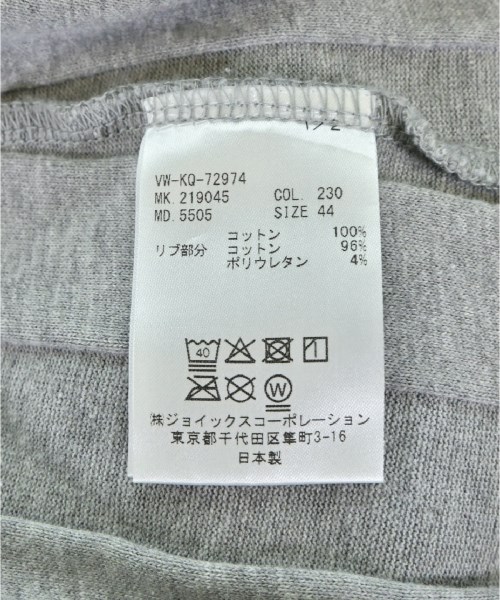 1/2
VW-KQ-72974
MK. 219045 COL. 230
MD. 5505 SIZE 44
コットン 100%
リブ部分 コットン 96%
ポリウレタン 4%
40
W
㈱ジョイックスコーポレーション
東京都千代田区隼町3-16
日本製